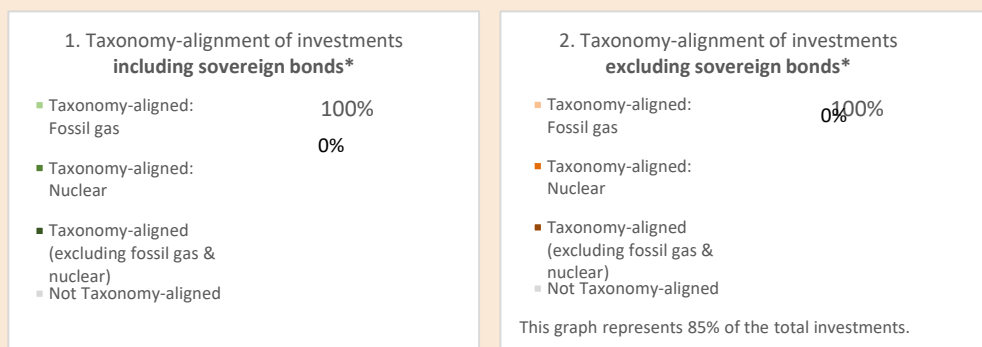 1. Taxonomy-alignment of investments
including sovereign bonds*
Taxonomy-aligned:
Fossil gas
100%
0%
Taxonomy-aligned:
Nuclear
Taxonomy-aligned
(excluding fossil gas &
nuclear)
Not Taxonomy-aligned
2. Taxonomy-alignment of investments
excluding sovereign bonds*
Taxonomy-aligned:
Fossil gas
0%
100%
Taxonomy-aligned:
Nuclear
Taxonomy-aligned
(excluding fossil gas &
nuclear)
Not Taxonomy-aligned
This graph represents 85% of the total investments.